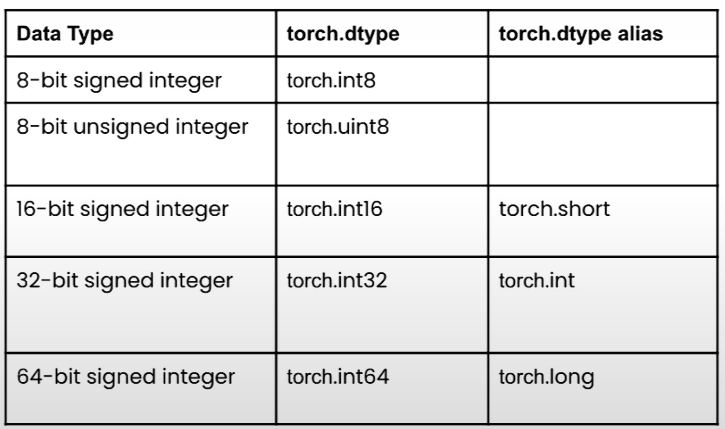 Data Type torch.dtype torch.dtype alias
8-bit signed integer torch.int8
8-bit unsigned integer torch.uint8
16-bit signed integer torch.int16 torch.short
32-bit signed integer torch.int32 torch.int
64-bit signed integer torch.int64 torch.long